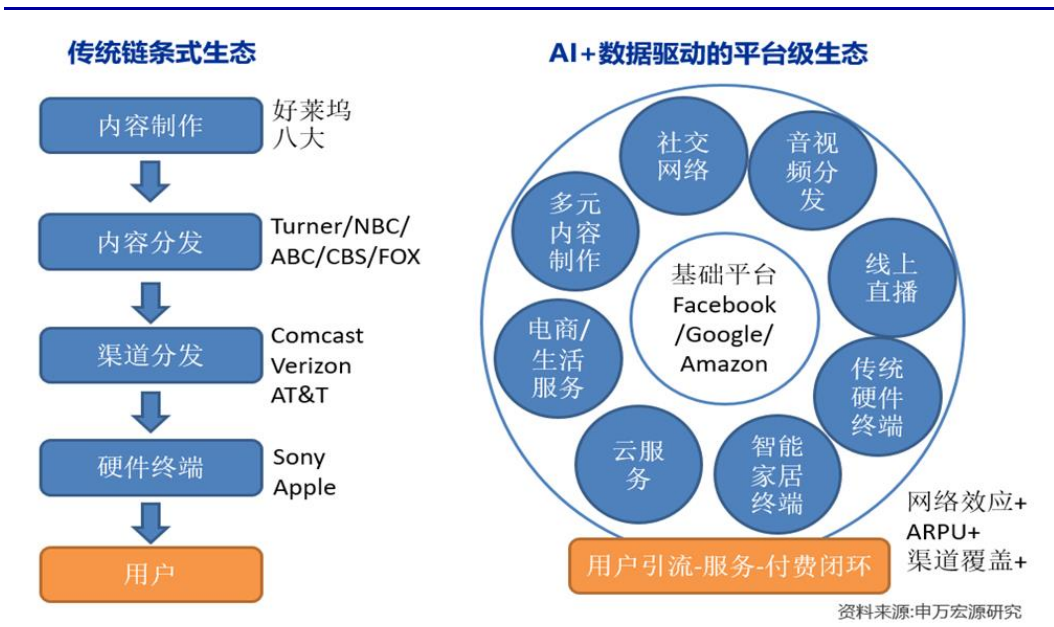 传统链条式生态
内容制作
好莱坞
八大
内容分发
Turner/NBC/
ABC/CBS/FOX
渠道分发
Comcast
Verizon
AT&T
硬件终端
Sony
Apple
用户
AI+数据驱动的平台级生态
社交
网络
音视
频分
发
多元
内容
制作
线上
直播
基础平台
Facebook
/Google/
Amazon
电商/
生活
服务
传统
硬件
终端
云服
务
智能
家居
终端
网络效应+
ARPU+
渠道覆盖+
用户引流-服务-付费闭环
资料来源:申万宏源研究